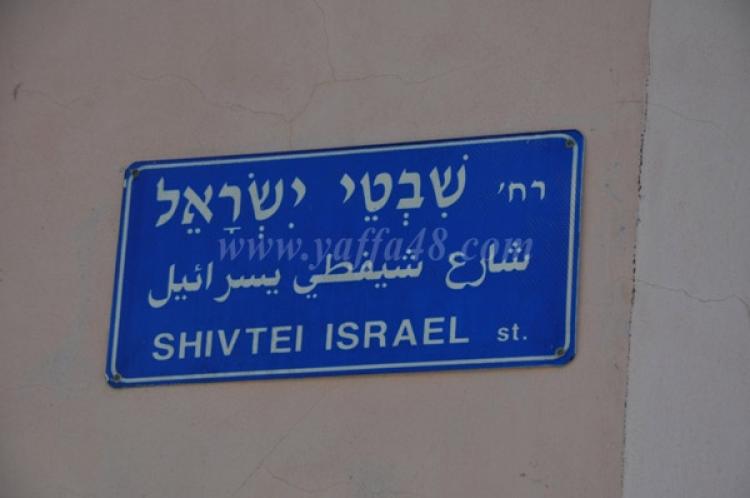 רח׳ שִׁבְטֵי יִשְׂרָאֵל
www.yaffa48.com
شارع شيفطي يسرائيل
SHIVTEI ISRAEL st.